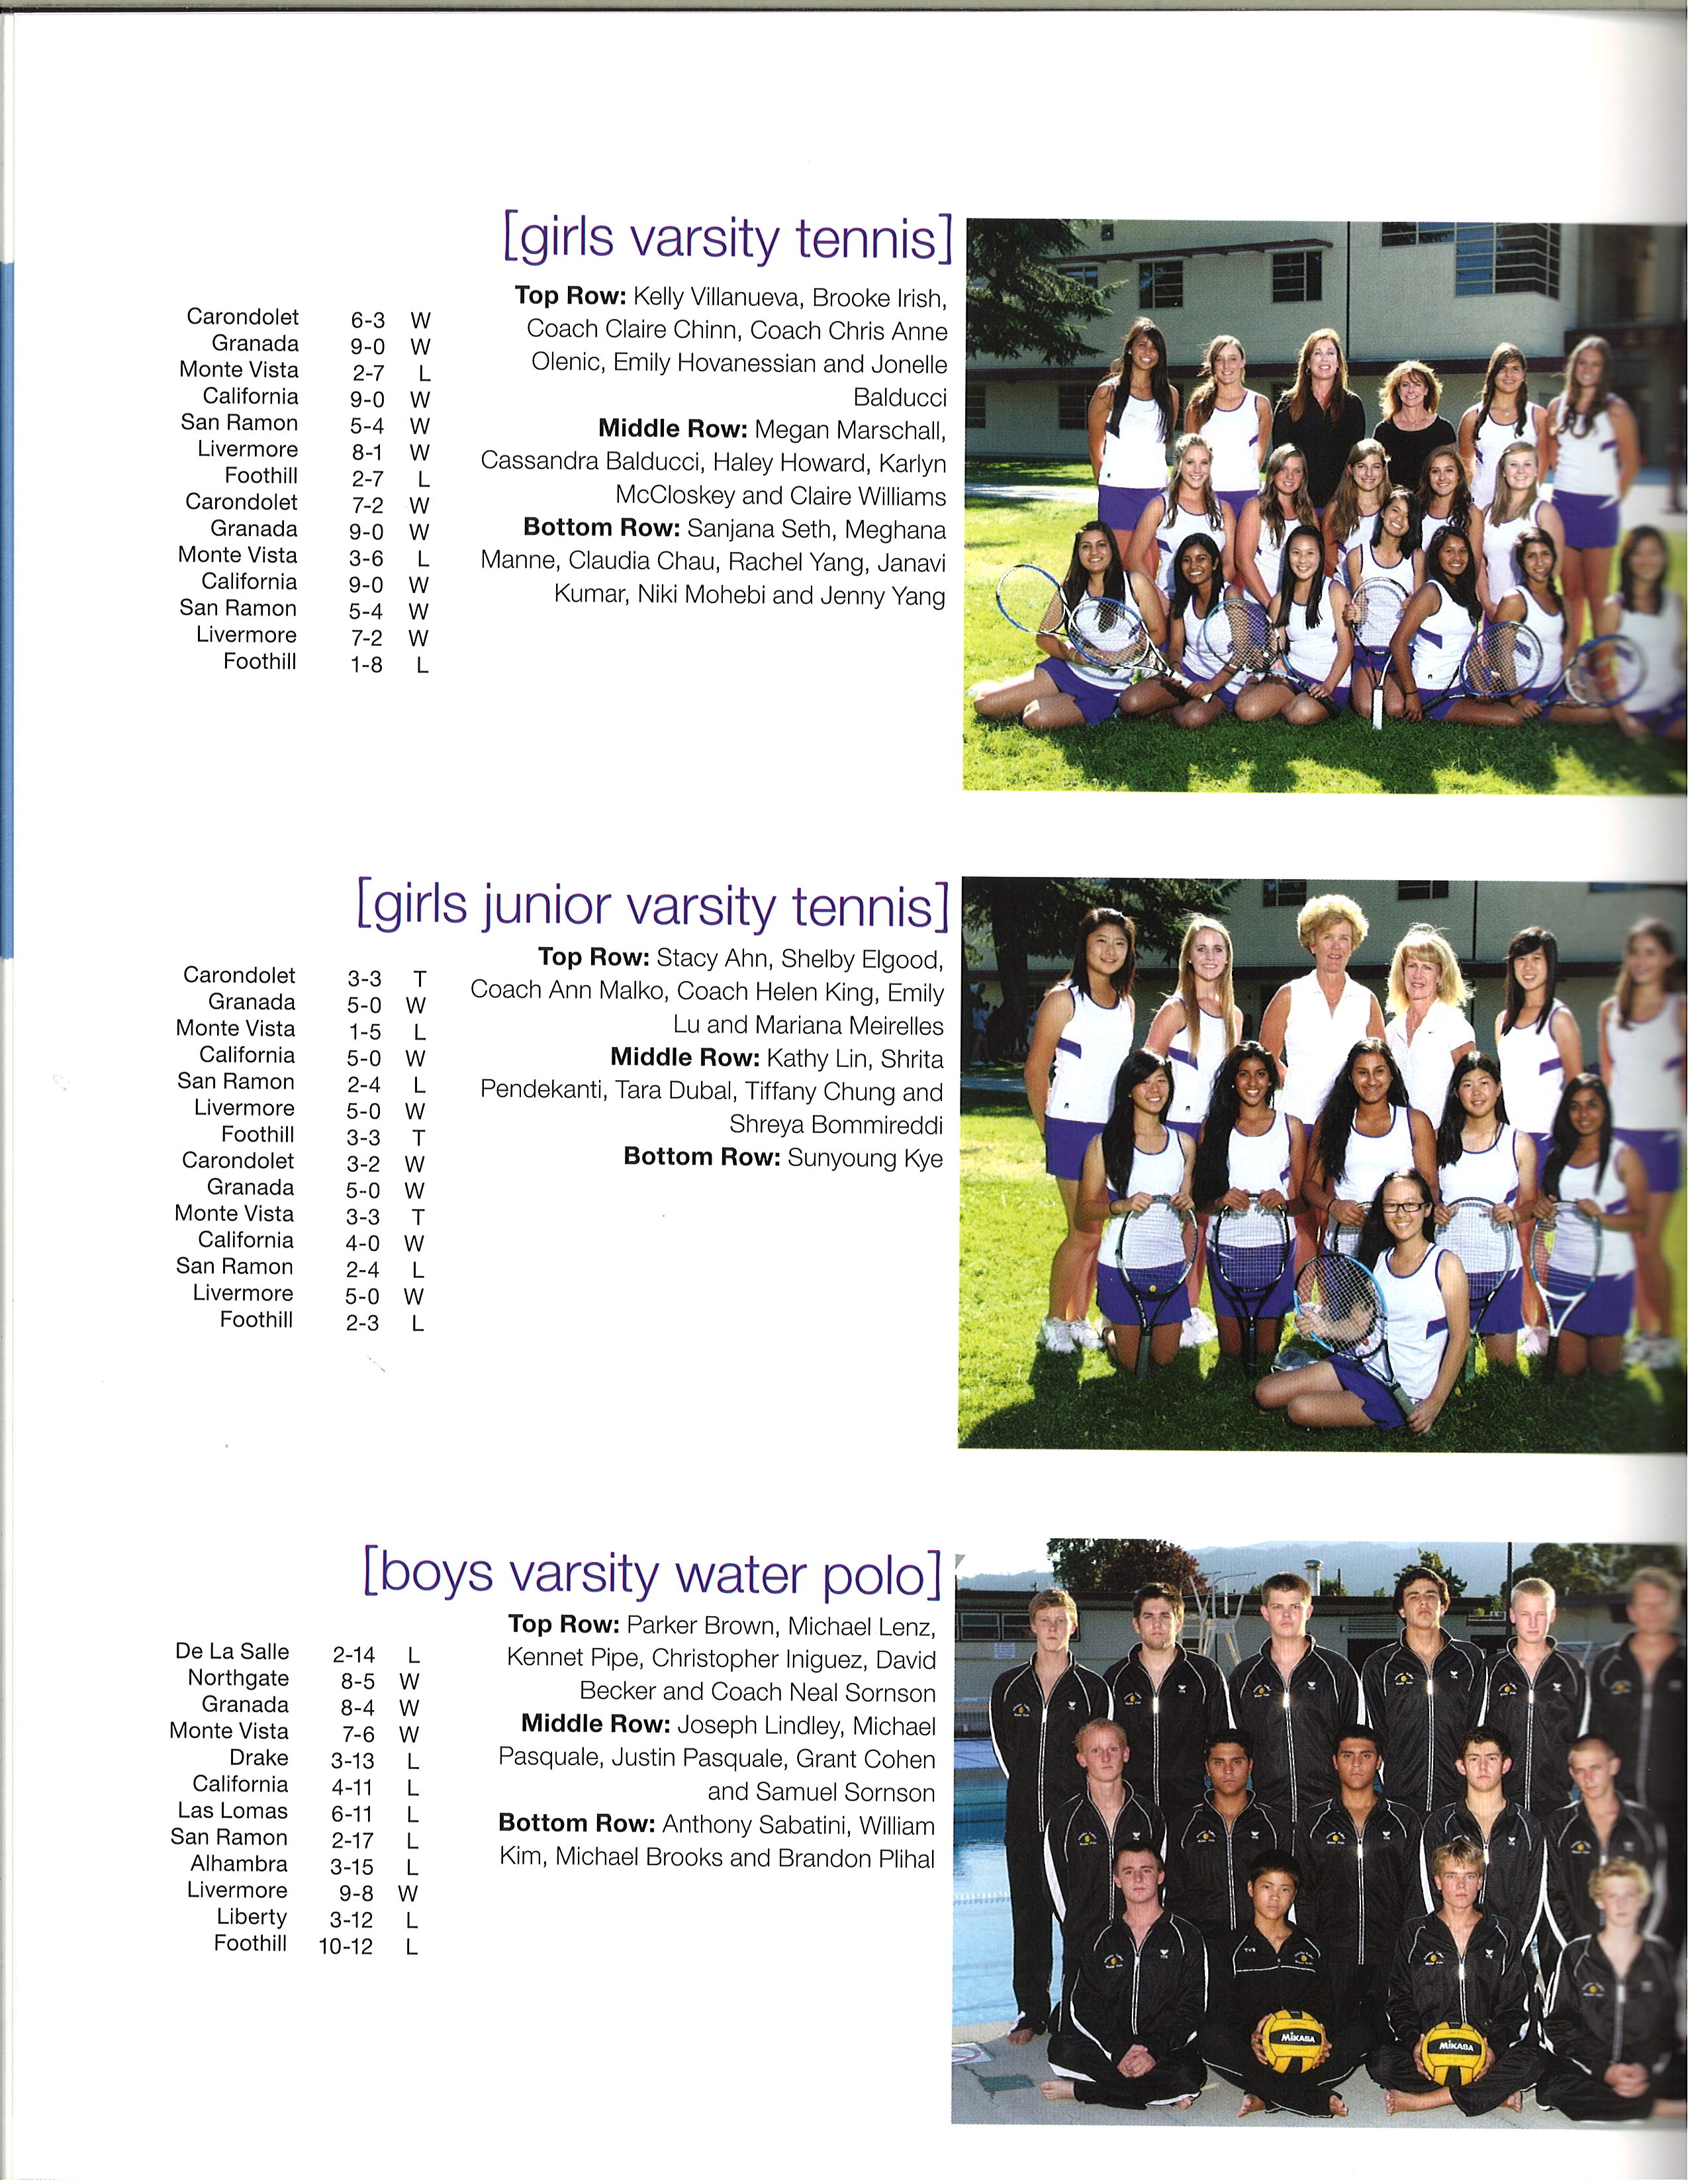 [girls varsity tennis]
Carondolet 6-3 W
Granada 9-0 W
Monte Vista 2-7 L
California 9-0 W
San Ramon 5-4 W
Livermore 8-1 W
Foothill 2-7 L
Carondolet 7-2 W
Granada 9-0 W
Monte Vista 3-6 L
California 9-0 W
San Ramon 5-4 W
Livermore 7-2 W
Foothill 1-8 L
Top Row: Kelly Villanueva, Brooke Irish,
Coach Claire Chinn, Coach Chris Anne
Olenic, Emily Hovanessian and Jonelle
Balducci
Middle Row: Megan Marschall,
Cassandra Balducci, Haley Howard, Karlyn
McCloskey and Claire Williams
Bottom Row: Sanjana Seth, Meghana
Manne, Claudia Chau, Rachel Yang, Janavi
Kumar, Niki Mohebi and Jenny Yang
[girls junior varsity tennis]
Carondolet 3-3 T
Granada 5-0 W
Monte Vista 1-5 L
California 5-0 W
San Ramon 2-4 L
Livermore 5-0 W
Foothill 3-3 T
Carondolet 3-2 W
Granada 5-0 W
Monte Vista 3-3 T
California 4-0 W
San Ramon 2-4 L
Livermore 5-0 W
Foothill 2-3 L
Top Row: Stacy Ahn, Shelby Elgood,
Coach Ann Malko, Coach Helen King, Emily
Lu and Mariana Meirelles
Middle Row: Kathy Lin, Shrita
Pendekanti, Tara Dubal, Tiffany Chung and
Shreya Bommireddi
Bottom Row: Sunyoung Kye
[boys varsity water polo]
De La Salle 2-14 L
Northgate 8-5 W
Granada 8-4 W
Monte Vista 7-6 W
Drake 3-13 L
California 4-11 L
Las Lomas 6-11 L
San Ramon 2-17 L
Alhambra 3-15 L
Livermore 9-8 W
Liberty 3-12 L
Foothill 10-12 L
Top Row: Parker Brown, Michael Lenz,
Kennet Pipe, Christopher Iniguez, David
Becker and Coach Neal Sornson
Middle Row: Joseph Lindley, Michael
Pasquale, Justin Pasquale, Grant Cohen
and Samuel Sornson
Bottom Row: Anthony Sabatini, William
Kim, Michael Brooks and Brandon Plihal
MIKASA
MIKASA